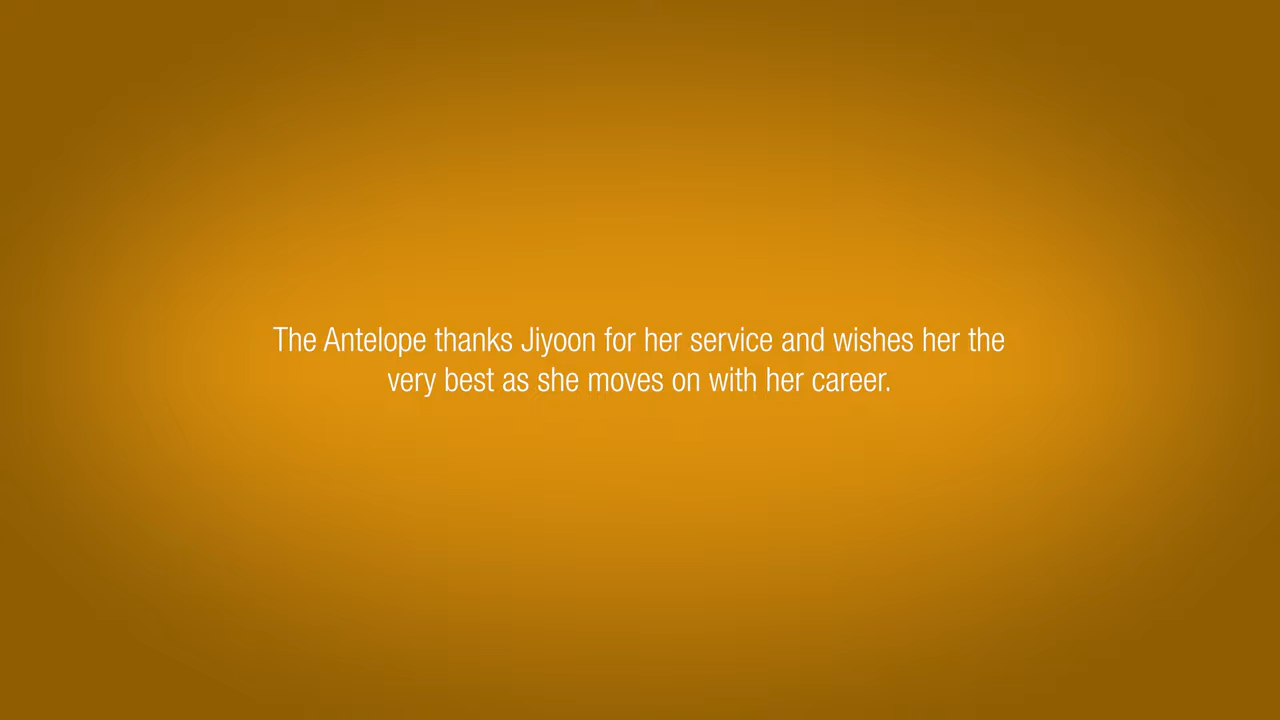 The Antelope thanks Jiyoon for her service and wishes her the
very best as she moves on with her career.